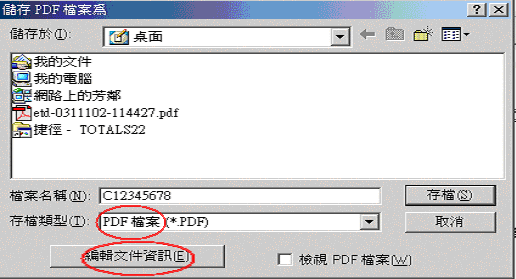 儲存 PDF 檔案為
儲存於(I):
桌面
我的文件
我的電腦
網路上的芳鄰
etd-0311102-114427.pdf
捷徑 - TOTALS22
檔案名稱(N):
C12345678
存檔(S)
存檔類型(T):
PDF 檔案 (*.PDF)
取消
編輯文件資訊(E)
檢視 PDF 檔案(W)